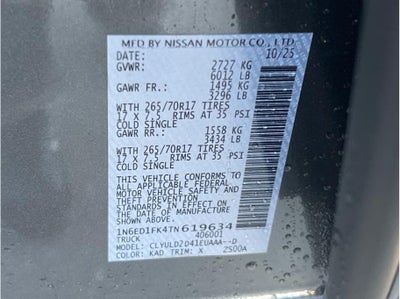 MFD BY NISSAN MOTOR CO., LTD.
DATE: 10/25
GVWR: 2727 KG
6012 LB
GAWR FR.: 1495 KG
3296 LB
WITH 265/70R17 TIRES
17 X 7.5 RIMS AT 35 PSI
COLD SINGLE
GAWR RR.: 1558 KG
3434 LB
WITH 265/70R17 TIRES
17 X 7.5 RIMS AT 35 PSI
COLD SINGLE
THIS VEHICLE CONFORMS TO ALL
APPLICABLE FEDERAL MOTOR
VEHICLE SAFETY AND THEFT PREVENTION
STANDARDS IN EFFECT ON THE DATE OF
MANUFACTURE SHOWN ABOVE.
1N6ED1FK4TN619634
TRUCK 406001
MODEL: CLYULD2D41EUAAA--D
COLOR: KAD TRIM: X 2S00A